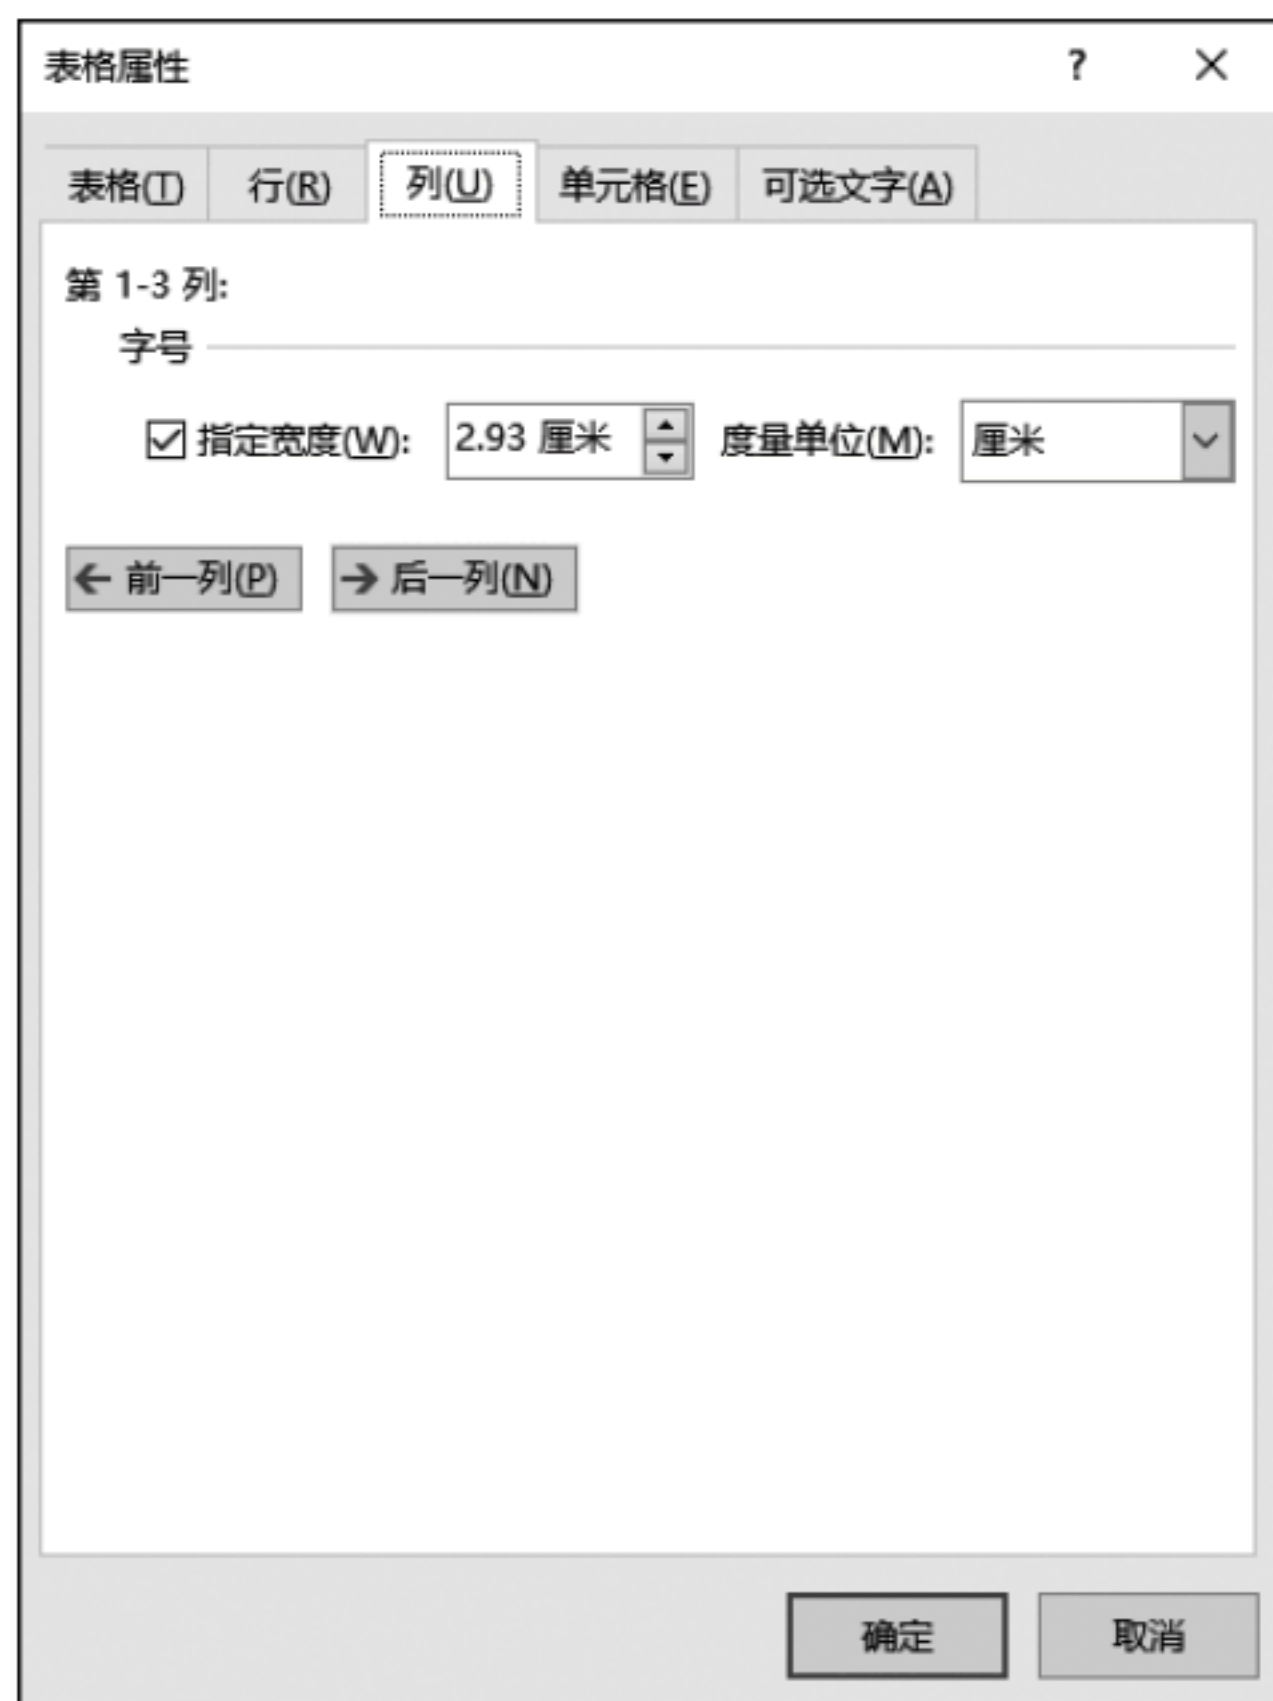 表格属性 ? ×
表格(T) 行(R) 列(U) 单元格(E) 可选文字(A)
第 1-3 列:
字号
指定宽度(W): 2.93 厘米 度量单位(M): 厘米
前一列(P) 后一列(N)
确定 取消